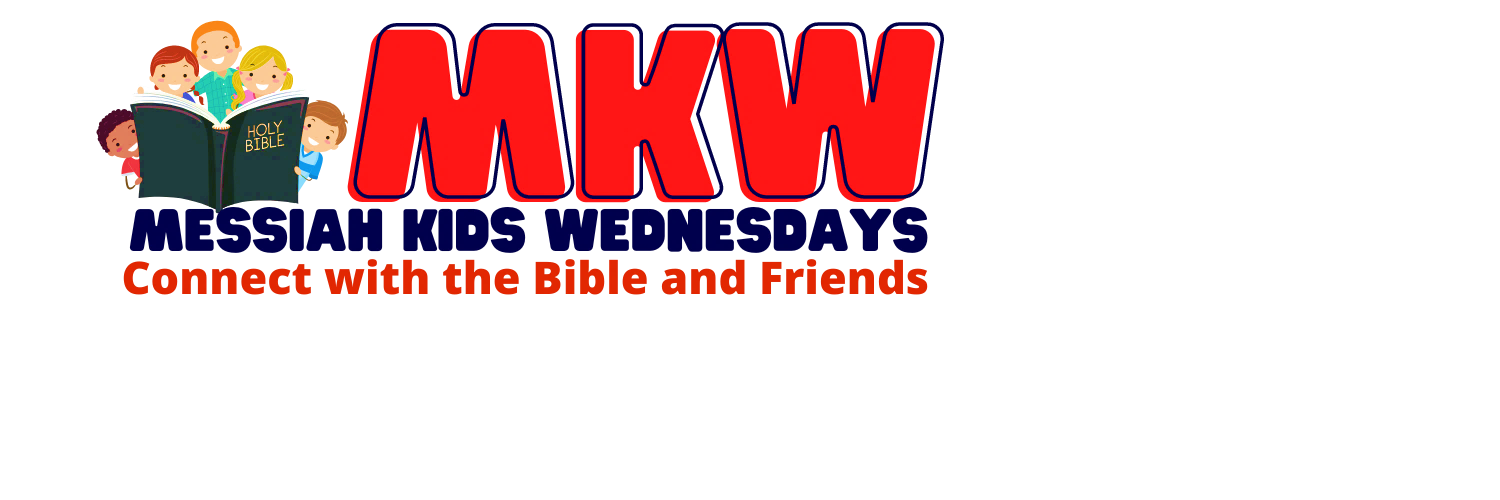 MKW
HOLY
BIBLE
MESSIAH KIDS WEDNESDAYS
Connect with the Bible and Friends